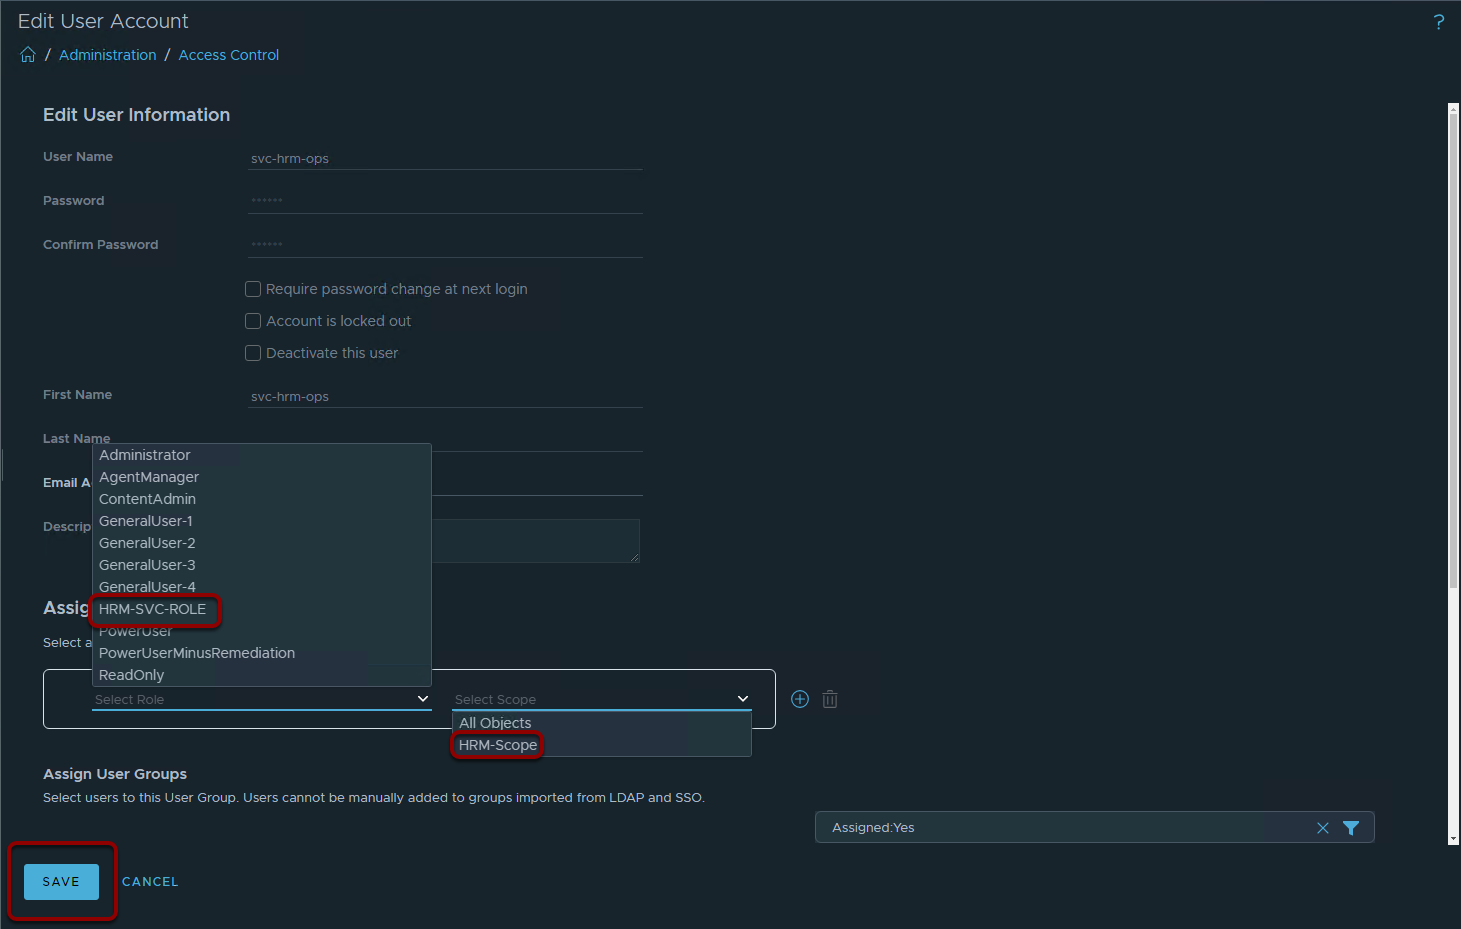 Edit User Account
?
/ Administration / Access Control
Edit User Information
User Name svc-hrm-ops
Password ••••••
Confirm Password ••••••
Require password change at next login
Account is locked out
Deactivate this user
First Name svc-hrm-ops
Last Name
Administrator
AgentManager
Email A
ContentAdmin
GeneralUser-1
Descrip
GeneralUser-2
GeneralUser-3
GeneralUser-4
Assig
HRM-SVC-ROLE
PowerUser
Select a
PowerUserMinusRemediation
ReadOnly
Select Role Select Scope
All Objects
HRM-Scope
Assign User Groups
Select users to this User Group. Users cannot be manually added to groups imported from LDAP and SSO.
Assigned:Yes
SAVE CANCEL